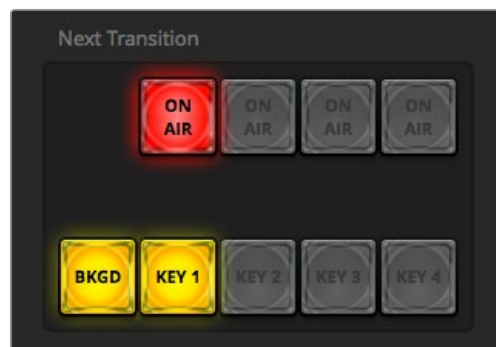 Next Transition
ON AIR ON AIR ON AIR ON AIR
BKGD KEY 1 KEY 2 KEY 3 KEY 4